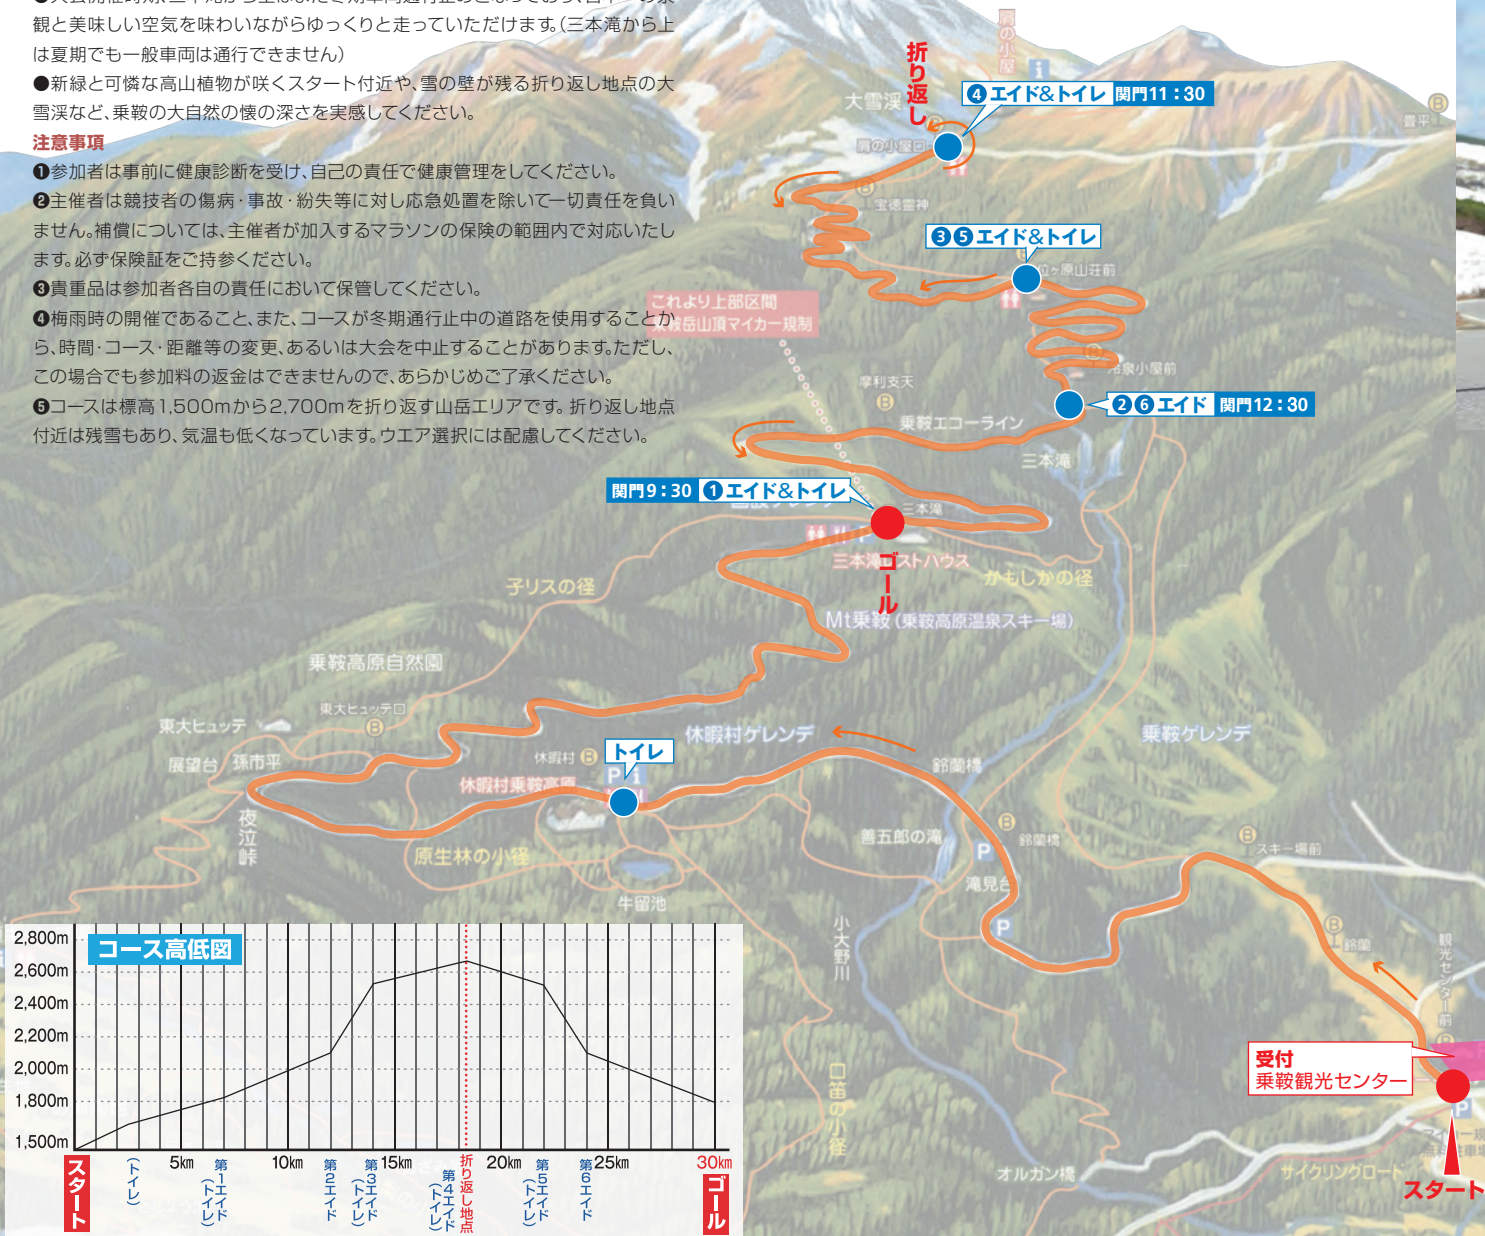 観と美味しい空気を味わいながらゆっくりと走っていただけます。(三本滝から上
は夏期でも一般車両は通行できません)
●新緑と可憐な高山植物が咲くスタート付近や、雪の壁が残る折り返し地点の大
雪渓など、乗鞍の大自然の懐の深さを実感してください。
注意事項
❶参加者は事前に健康診断を受け、自己の責任で健康管理をしてください。
❷主催者は競技者の傷病・事故・紛失等に対し応急処置を除いて一切責任を負い
ません。補償については、主催者が加入するマラソンの保険の範囲内で対応いたし
ます。必ず保険証をご持参ください。
❸貴重品は参加者各自の責任において保管してください。
❹梅雨時の開催であること、また、コースが冬期通行止中の道路を使用することか
ら、時間・コース・距離等の変更、あるいは大会を中止することがあります。ただし、
この場合でも参加料の返金はできませんので、あらかじめご了承ください。
❺コースは標高1,500mから2,700mを折り返す山岳エリアです。折り返し地点
付近は残雪もあり、気温も低くなっています。ウエア選択には配慮してください。
肩の小屋
折り返し
大雪渓
❹エイド&トイレ 関門11：30
畳平
肩の小屋口
宝徳霊神
❸❺エイド&トイレ
位ヶ原山荘前
これより上部区間
乗鞍岳山頂マイカー規制
冷泉小屋前
摩利支天
❷❻エイド 関門12：30
乗鞍エコーライン
三本滝
関門9：30 ❶エイド&トイレ
三本滝
三本滝レストハウス
ゴール
かもしかの径
子リスの径
Mt乗鞍(乗鞍高原温泉スキー場)
乗鞍高原自然園
東大ヒュッテ口
東大ヒュッテ
展望台
孫市平
休暇村
トイレ
休暇村ゲレンデ
乗鞍ゲレンデ
鈴蘭橋
休暇村乗鞍高原
夜泣峠
原生林の小径
牛留池
善五郎の滝
鈴蘭橋
滝見台
スキー場前
小大野川
鈴蘭
観光センター前
口笛の小径
受付
乗鞍観光センター
オルガン橋
サイクリングロード
スタート
コース高低図
2,800m
2,600m
2,400m
2,200m
2,000m
1,800m
1,500m
5km
10km
15km
20km
25km
30km
スタート
(トイレ)
第1エイド
(トイレ)
第2エイド
第3エイド
(トイレ)
第4エイド
(トイレ)
折り返し地点
第5エイド
(トイレ)
第6エイド
ゴール